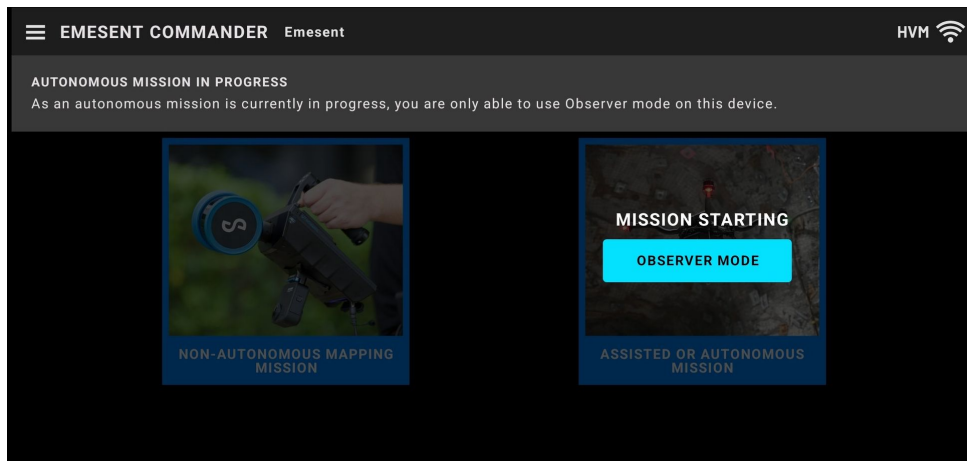 EMESENT COMMANDER Emesent HVM
AUTONOMOUS MISSION IN PROGRESS
As an autonomous mission is currently in progress, you are only able to use Observer mode on this device.
MISSION STARTING
OBSERVER MODE
NON-AUTONOMOUS MAPPING
MISSION
ASSISTED OR AUTONOMOUS
MISSION